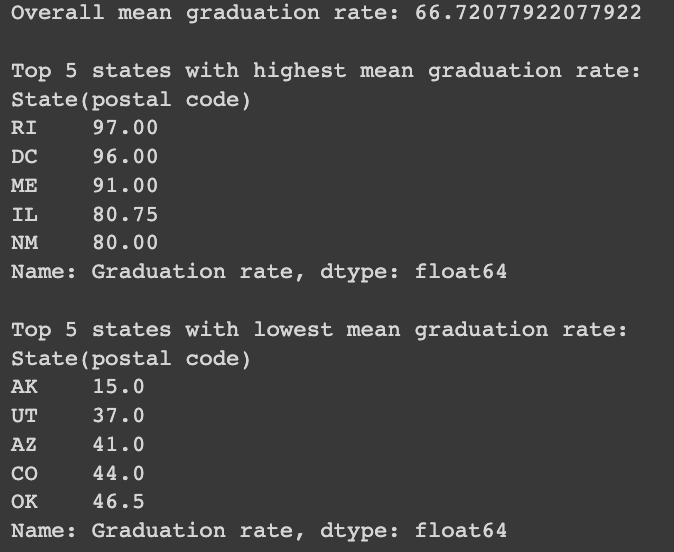 Overall mean graduation rate: 66.72077922077922
Top 5 states with highest mean graduation rate:
State(postal code)
RI    97.00
DC    96.00
ME    91.00
IL    80.75
NM    80.00
Name: Graduation rate, dtype: float64
Top 5 states with lowest mean graduation rate:
State(postal code)
AK    15.0
UT    37.0
AZ    41.0
CO    44.0
OK    46.5
Name: Graduation rate, dtype: float64